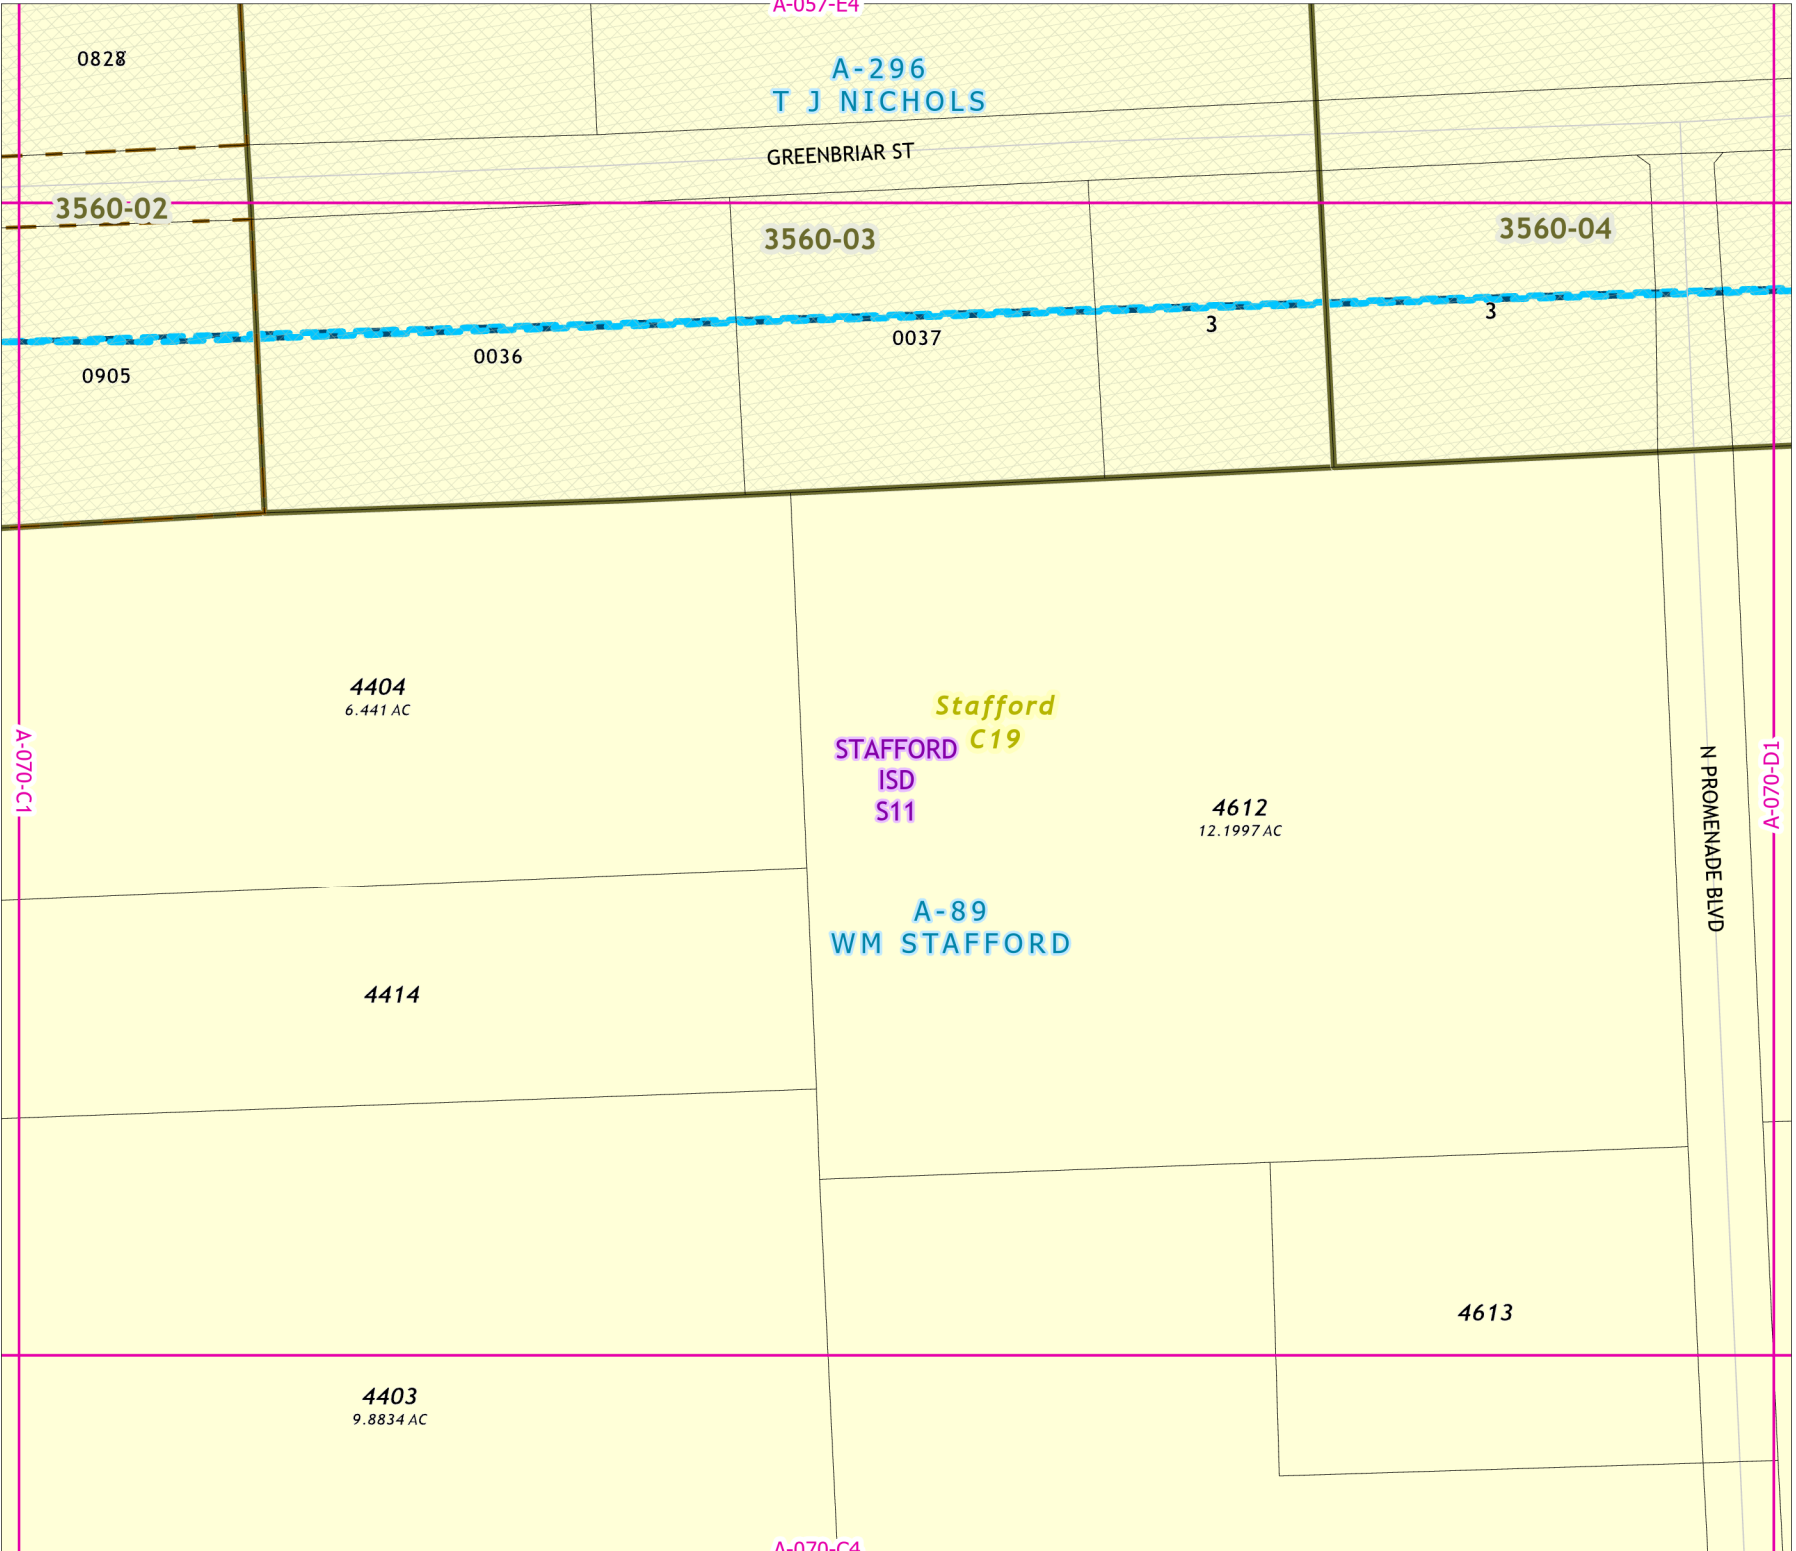 A-057-E4
0828
A-296
T J NICHOLS
GREENBRIAR ST
3560-02
3560-03
3560-04
3
3
0037
0036
0905
4404
6.441 AC
Stafford
C19
STAFFORD
ISD
S11
A-070-C1
A-070-D1
4612
12.1997 AC
N PROMENADE BLVD
A-89
WM STAFFORD
4414
4613
4403
9.8834 AC
A-070-C4